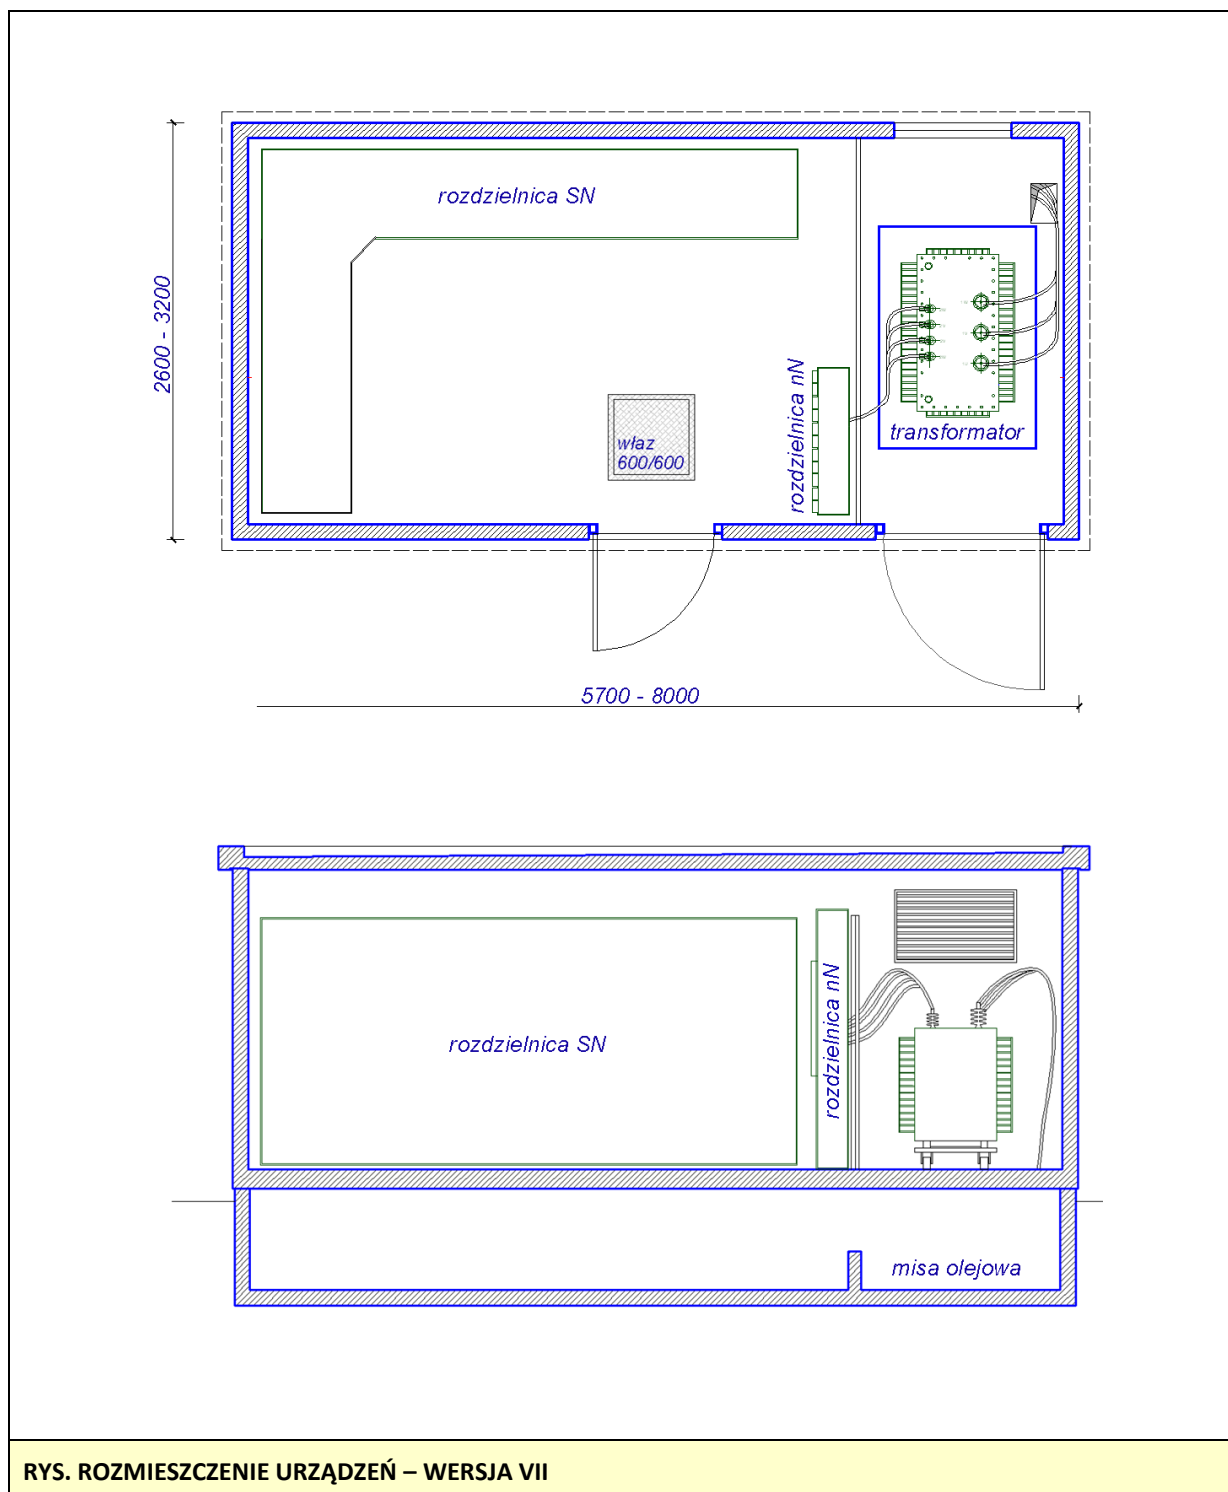 rozdzielnica SN
2600 - 3200
rozdzielnica nN
właz
600/600
transformator
5700 - 8000
rozdzielnica SN
rozdzielnica nN
misa olejowa
RYS. ROZMIESZCZENIE URZĄDZEŃ – WERSJA VII